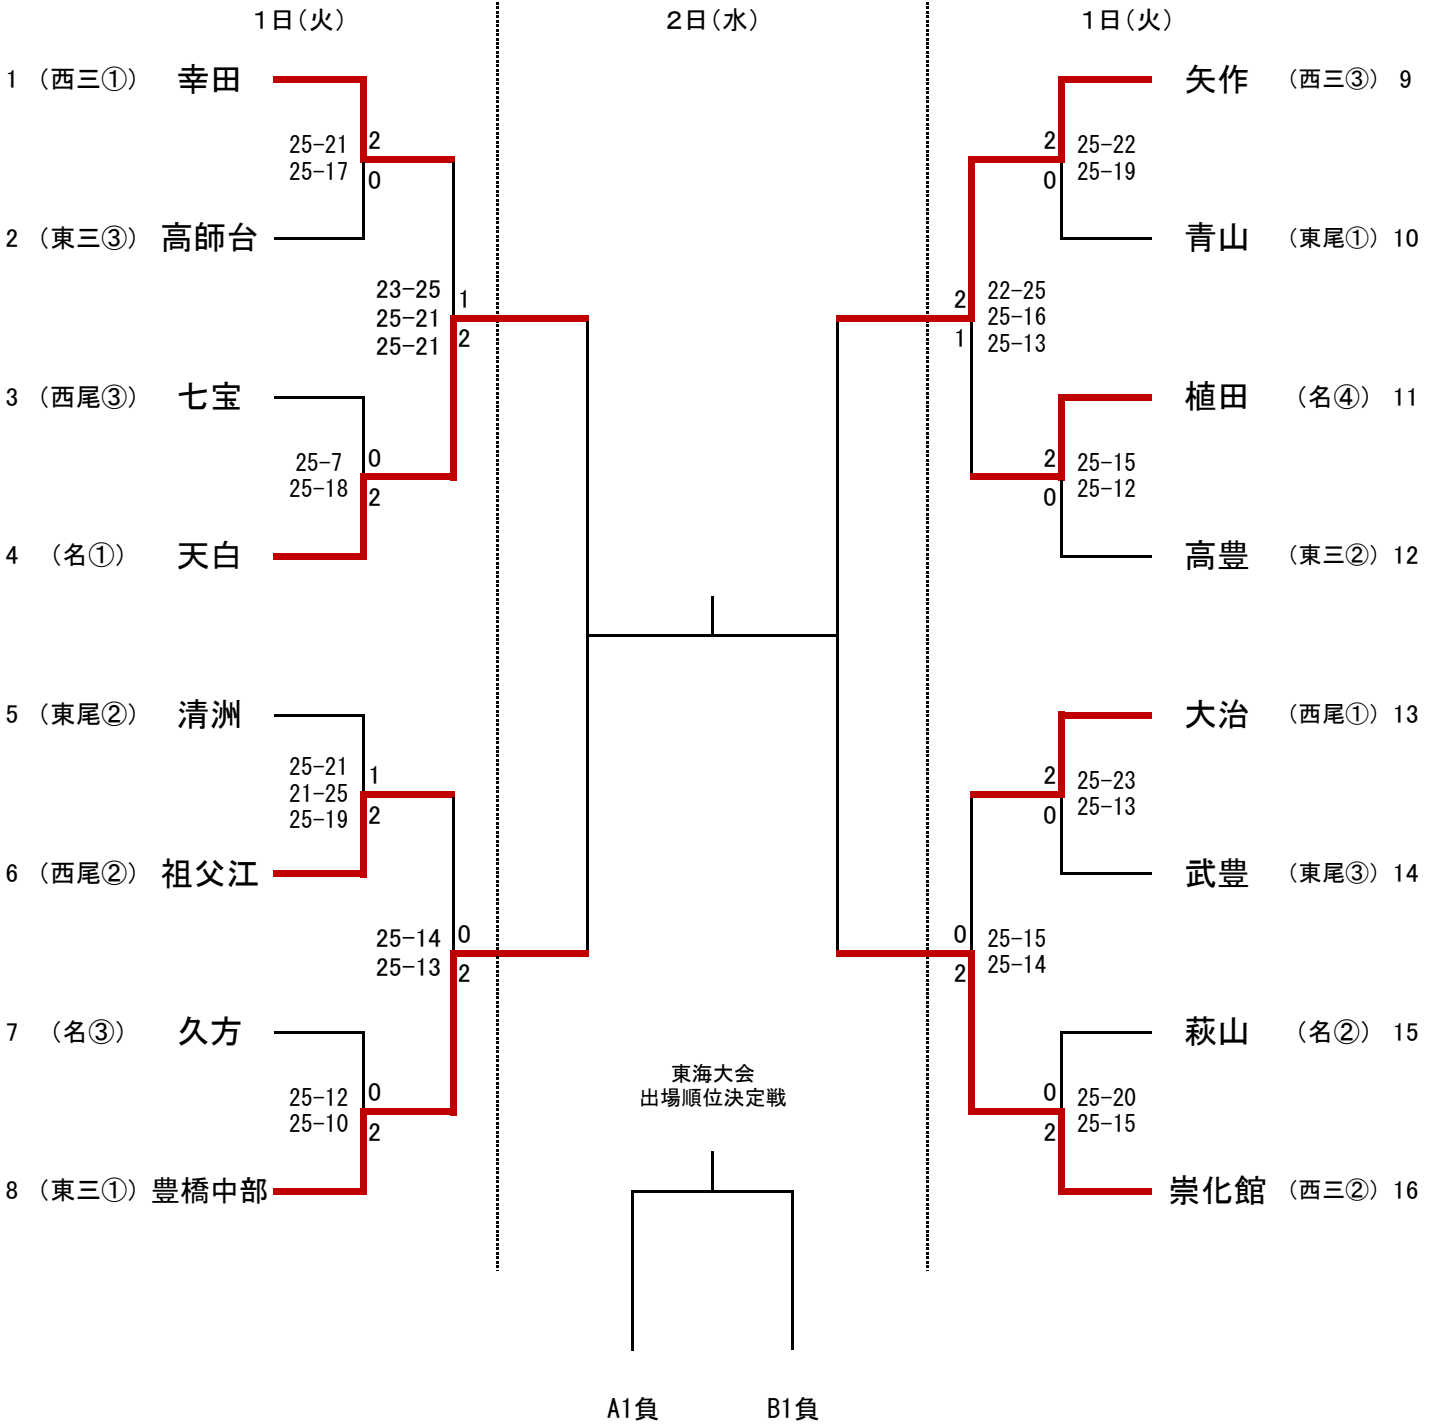 1日(火) 2日(水) 1日(火)
1 (西三①) 幸田
矢作 (西三③) 9
25-21 2
25-17 0
2 25-22
0 25-19
2 (東三③) 高師台
青山 (東尾①) 10
23-25 1
25-21
25-21 2
2 22-25
25-16
1 25-13
3 (西尾③) 七宝
植田 (名④) 11
25-7 0
25-18 2
2 25-15
0 25-12
4 (名①) 天白
高豊 (東三②) 12
5 (東尾②) 清洲
大治 (西尾①) 13
25-21 1
21-25
25-19 2
2 25-23
0 25-13
6 (西尾②) 祖父江
武豊 (東尾③) 14
25-14 0
25-13 2
0 25-15
2 25-14
7 (名③) 久方
萩山 (名②) 15
25-12 0
25-10 2
0 25-20
2 25-15
8 (東三①) 豊橋中部
崇化館 (西三②) 16
東海大会
出場順位決定戦
A1負 B1負